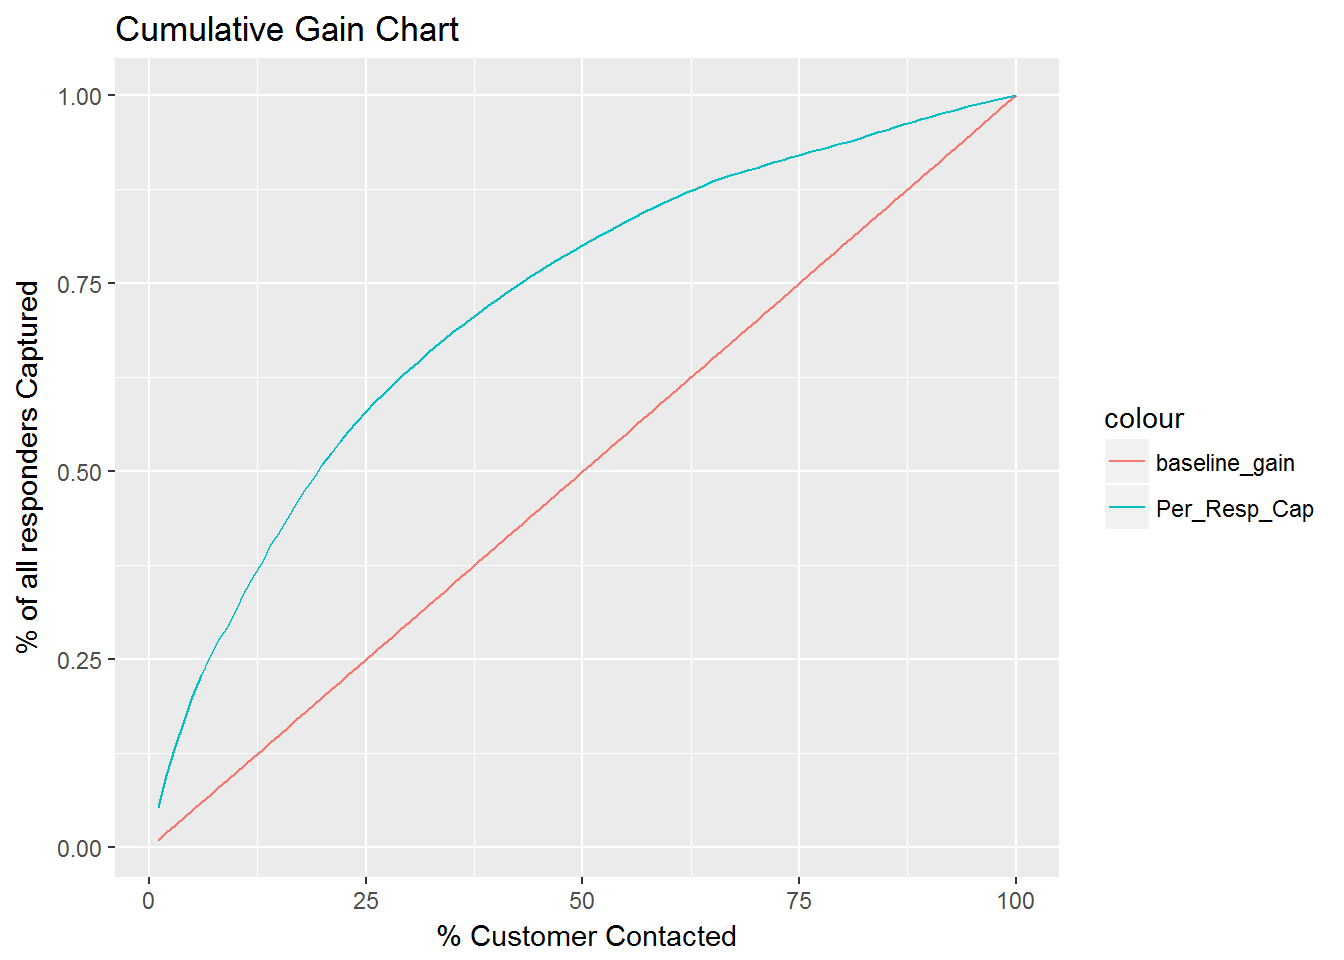 Cumulative Gain Chart
% of all responders Captured
1.00
0.75
0.50
0.25
0.00
0 25 50 75 100
% Customer Contacted
colour
baseline_gain
Per_Resp_Cap